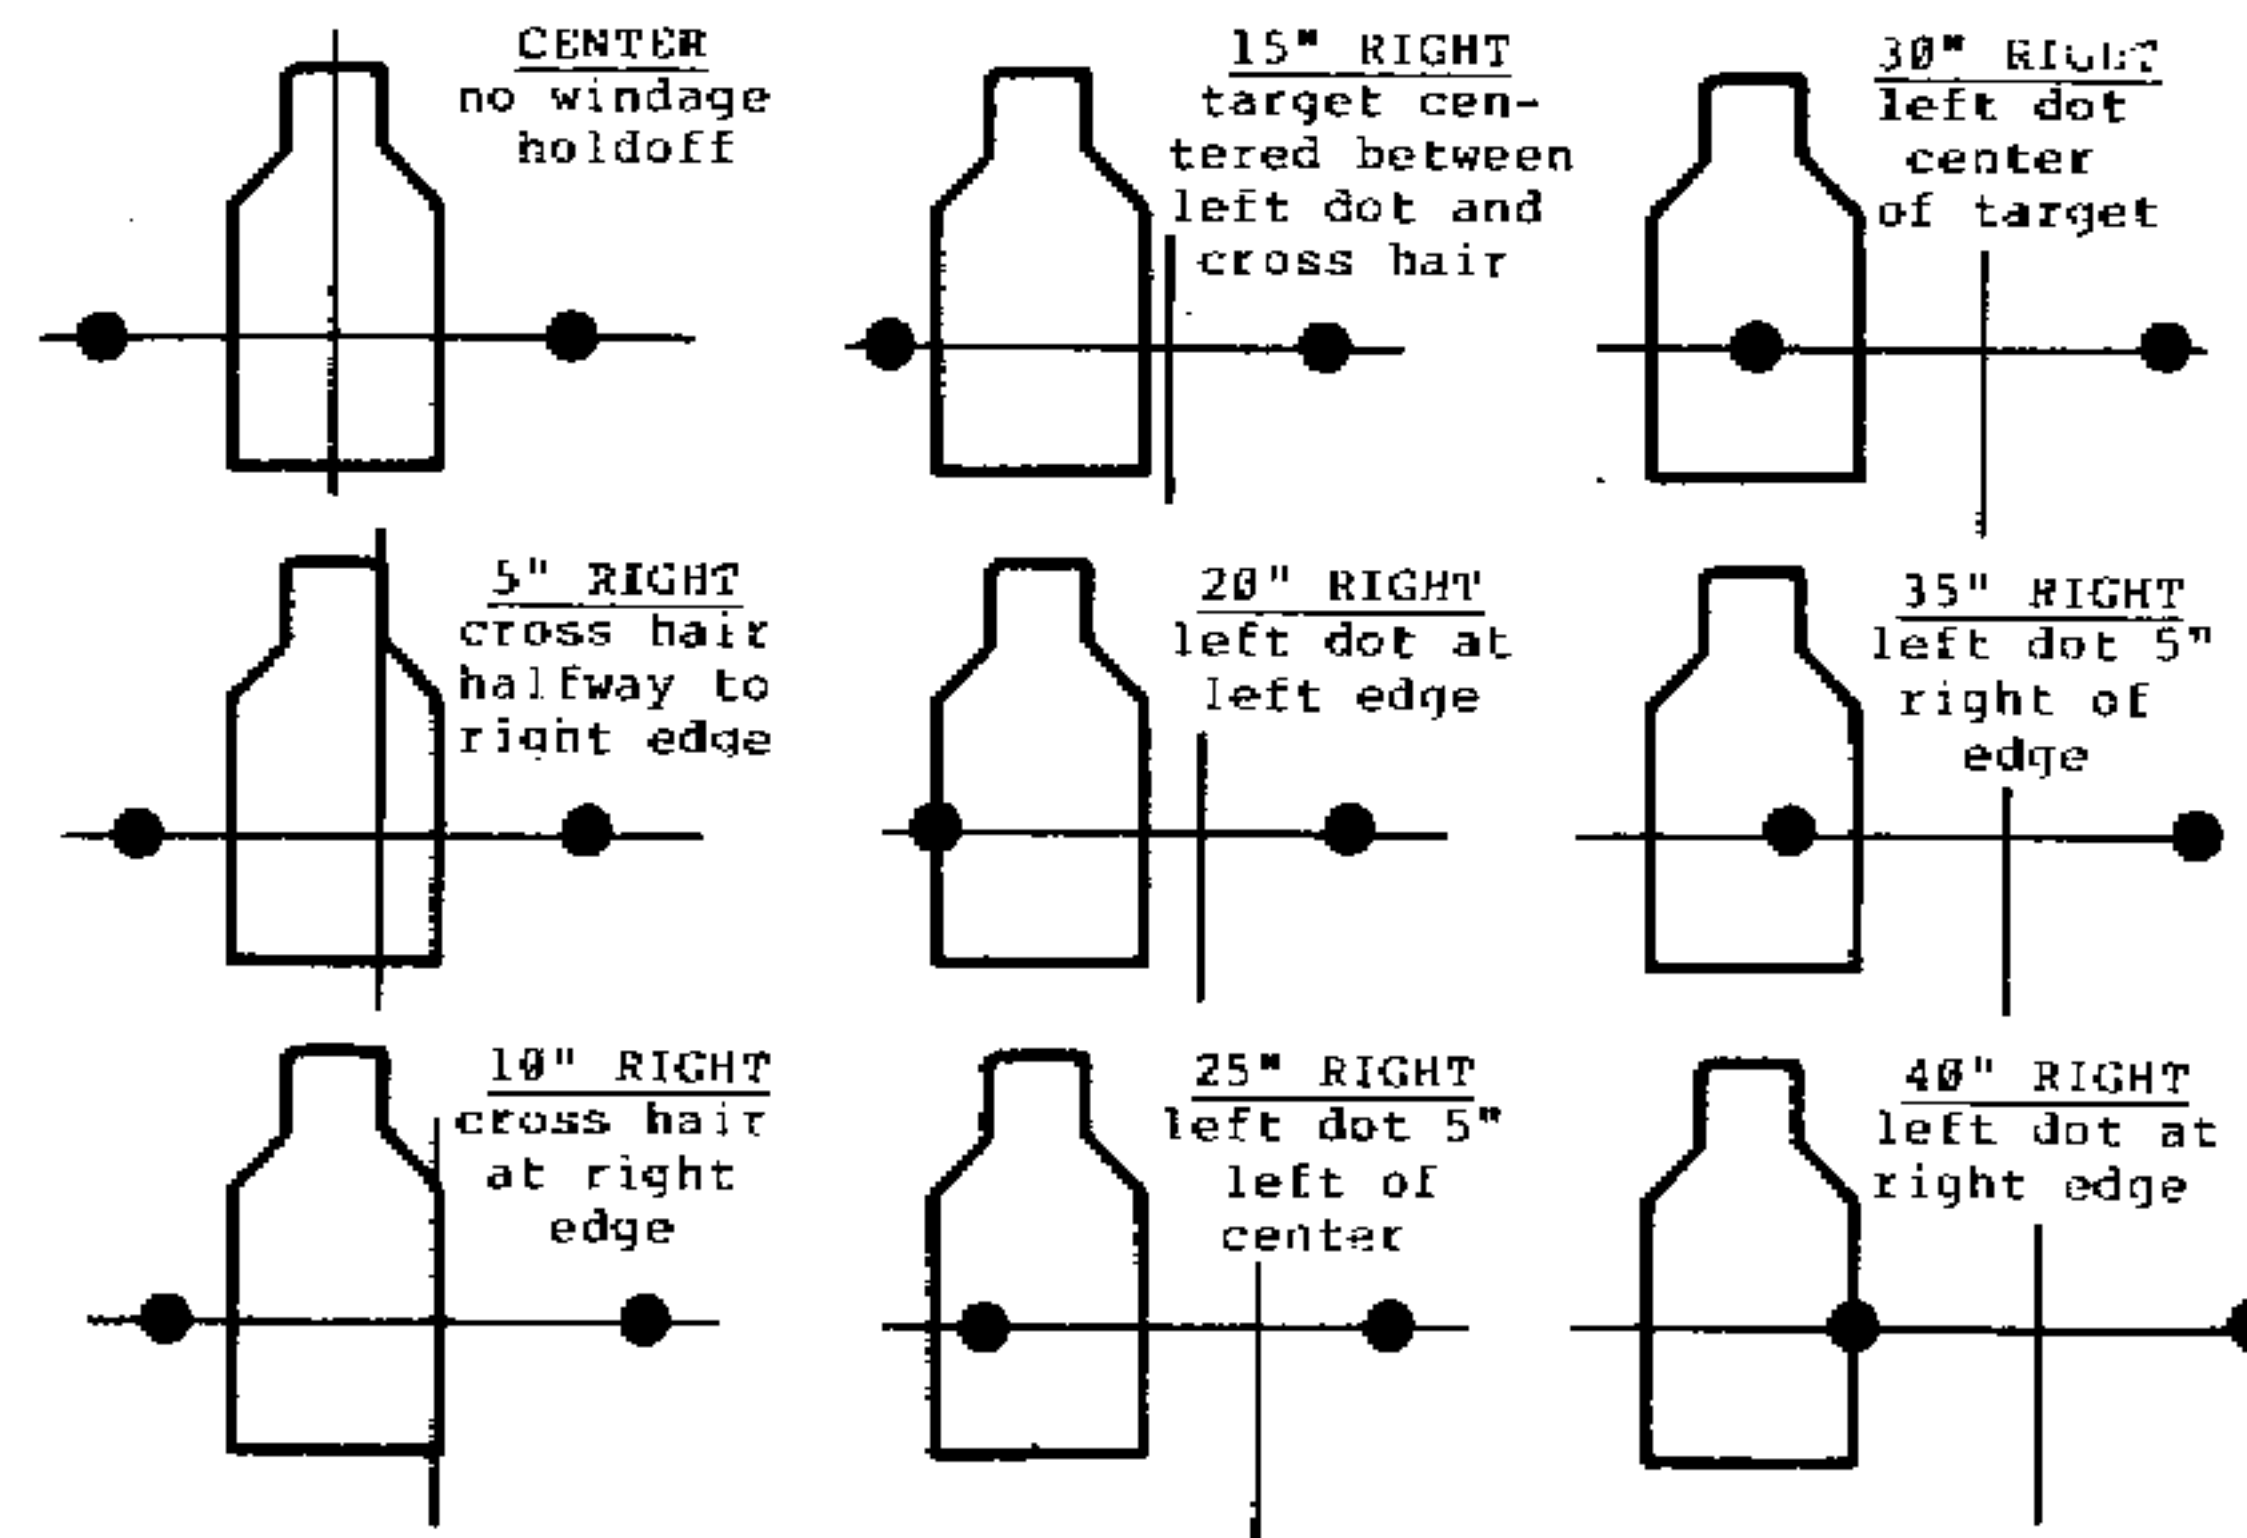 CENTER
no windage
holdoff
15" RIGHT
target cen-
tered between
left dot and
cross hair
30" RIGHT
left dot
center
of target
5" RIGHT
cross hair
halfway to
right edge
20" RIGHT
left dot at
left edge
35" RIGHT
left dot 5"
right of
edge
10" RIGHT
cross hair
at right
edge
25" RIGHT
left dot 5"
left of
center
40" RIGHT
left dot at
right edge